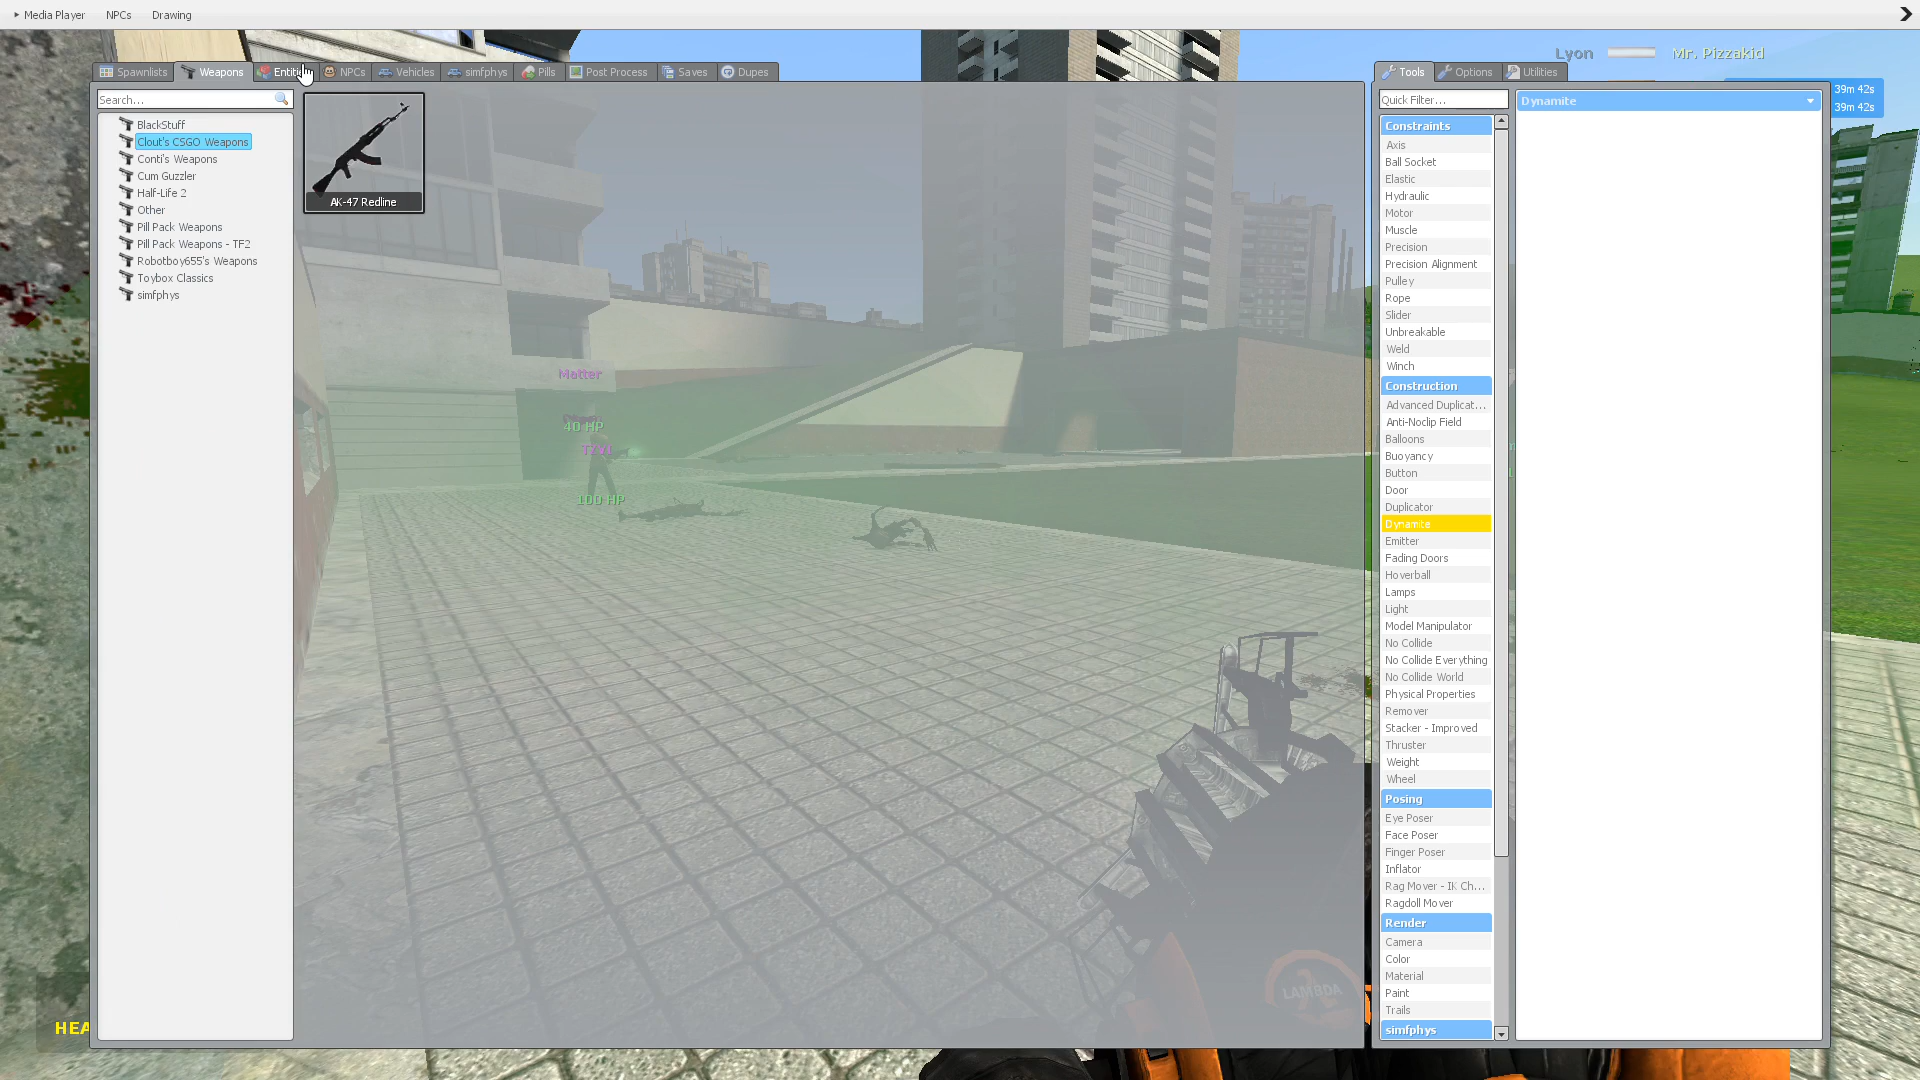 Media Player NPCs Drawing
Lyon Mr. Pizzakid
Spawnlists Weapons NPCs Vehicles simfphys Pills Post Process Saves Dupes
Tools Options Utilities
39m 42s
39m 42s
Search...
BlackStuff
Clout's CSGO Weapons
Conti's Weapons
Cum Guzzler
Half-Life 2
Other
Pill Pack Weapons
Pill Pack Weapons - TF2
Robotboy655's Weapons
Toybox Classics
simfphys
AK-47 Redline
Matter
40 HP
100 HP
LAMBDA
HEA
Quick Filter...
Constraints
Axis
Ball Socket
Elastic
Hydraulic
Motor
Muscle
Precision
Precision Alignment
Pulley
Rope
Slider
Unbreakable
Weld
Winch
Construction
Advanced Duplicat...
Anti-Noclip Field
Balloons
Buoyancy
Button
Door
Duplicator
Dynamite
Emitter
Fading Doors
Hoverball
Lamps
Light
Model Manipulator
No Collide
No Collide Everything
No Collide World
Physical Properties
Remover
Stacker - Improved
Thruster
Weight
Wheel
Posing
Eye Poser
Face Poser
Finger Poser
Inflator
Rag Mover - IK Ch...
Ragdoll Mover
Render
Camera
Color
Material
Paint
Trails
simfphys
Dynamite